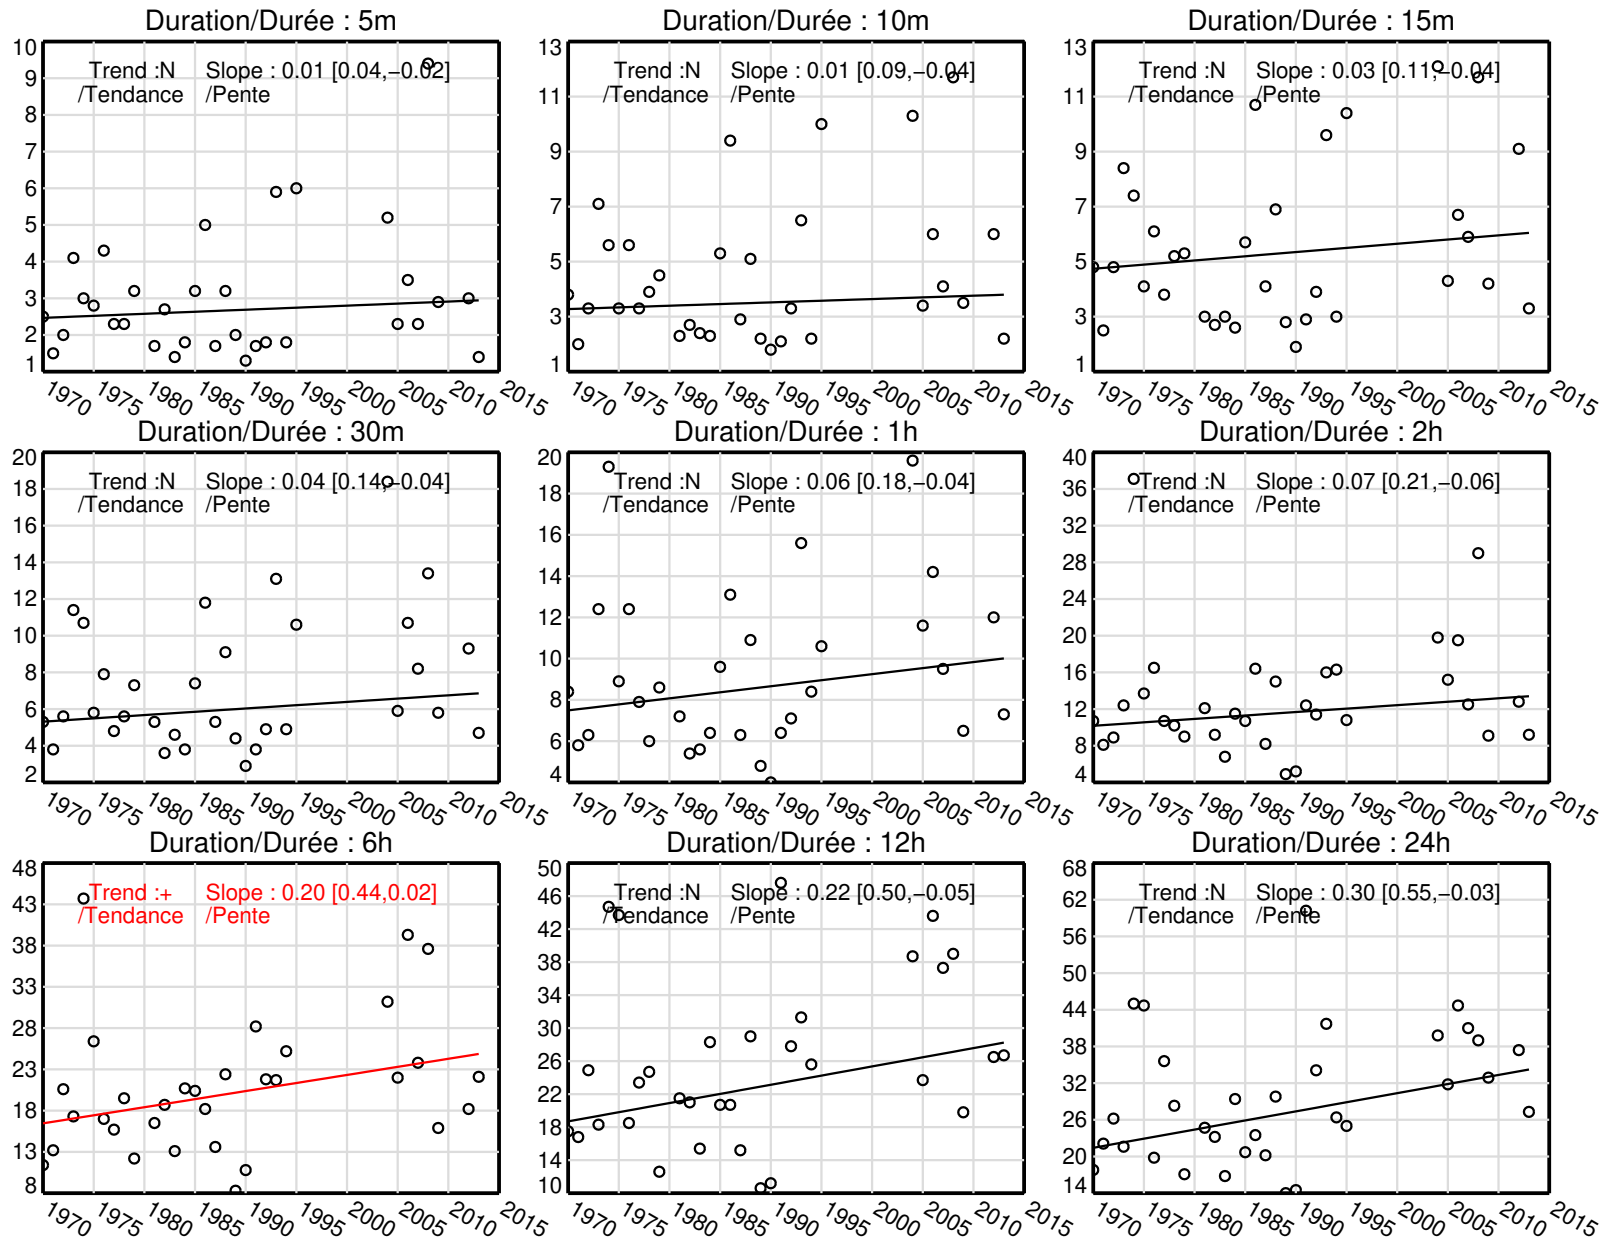 Duration/Durée : 5m
Trend :N Slope : 0.01 [0.04,−0.02]
/Tendance /Pente
10
9
8
7
6
5
4
3
2
1
1970 1975 1980 1985 1990 1995 2000 2005 2010 2015
Duration/Durée : 10m
Trend :N Slope : 0.01 [0.09,−0.04]
/Tendance /Pente
13
11
9
7
5
3
1
1970 1975 1980 1985 1990 1995 2000 2005 2010 2015
Duration/Durée : 15m
Trend :N Slope : 0.03 [0.11,−0.04]
/Tendance /Pente
13
11
9
7
5
3
1
1970 1975 1980 1985 1990 1995 2000 2005 2010 2015
Duration/Durée : 30m
Trend :N Slope : 0.04 [0.14,−0.04]
/Tendance /Pente
20
18
16
14
12
10
8
6
4
2
1970 1975 1980 1985 1990 1995 2000 2005 2010 2015
Duration/Durée : 1h
Trend :N Slope : 0.06 [0.18,−0.04]
/Tendance /Pente
20
18
16
14
12
10
8
6
4
1970 1975 1980 1985 1990 1995 2000 2005 2010 2015
Duration/Durée : 2h
Trend :N Slope : 0.07 [0.21,−0.06]
/Tendance /Pente
40
36
32
28
24
20
16
12
8
4
1970 1975 1980 1985 1990 1995 2000 2005 2010 2015
Duration/Durée : 6h
Trend :+ Slope : 0.20 [0.44,0.02]
/Tendance /Pente
48
43
38
33
28
23
18
13
8
1970 1975 1980 1985 1990 1995 2000 2005 2010 2015
Duration/Durée : 12h
Trend :N Slope : 0.22 [0.50,−0.05]
/Tendance /Pente
50
46
42
38
34
30
26
22
18
14
10
1970 1975 1980 1985 1990 1995 2000 2005 2010 2015
Duration/Durée : 24h
Trend :N Slope : 0.30 [0.55,−0.03]
/Tendance /Pente
68
62
56
50
44
38
32
26
20
14
1970 1975 1980 1985 1990 1995 2000 2005 2010 2015